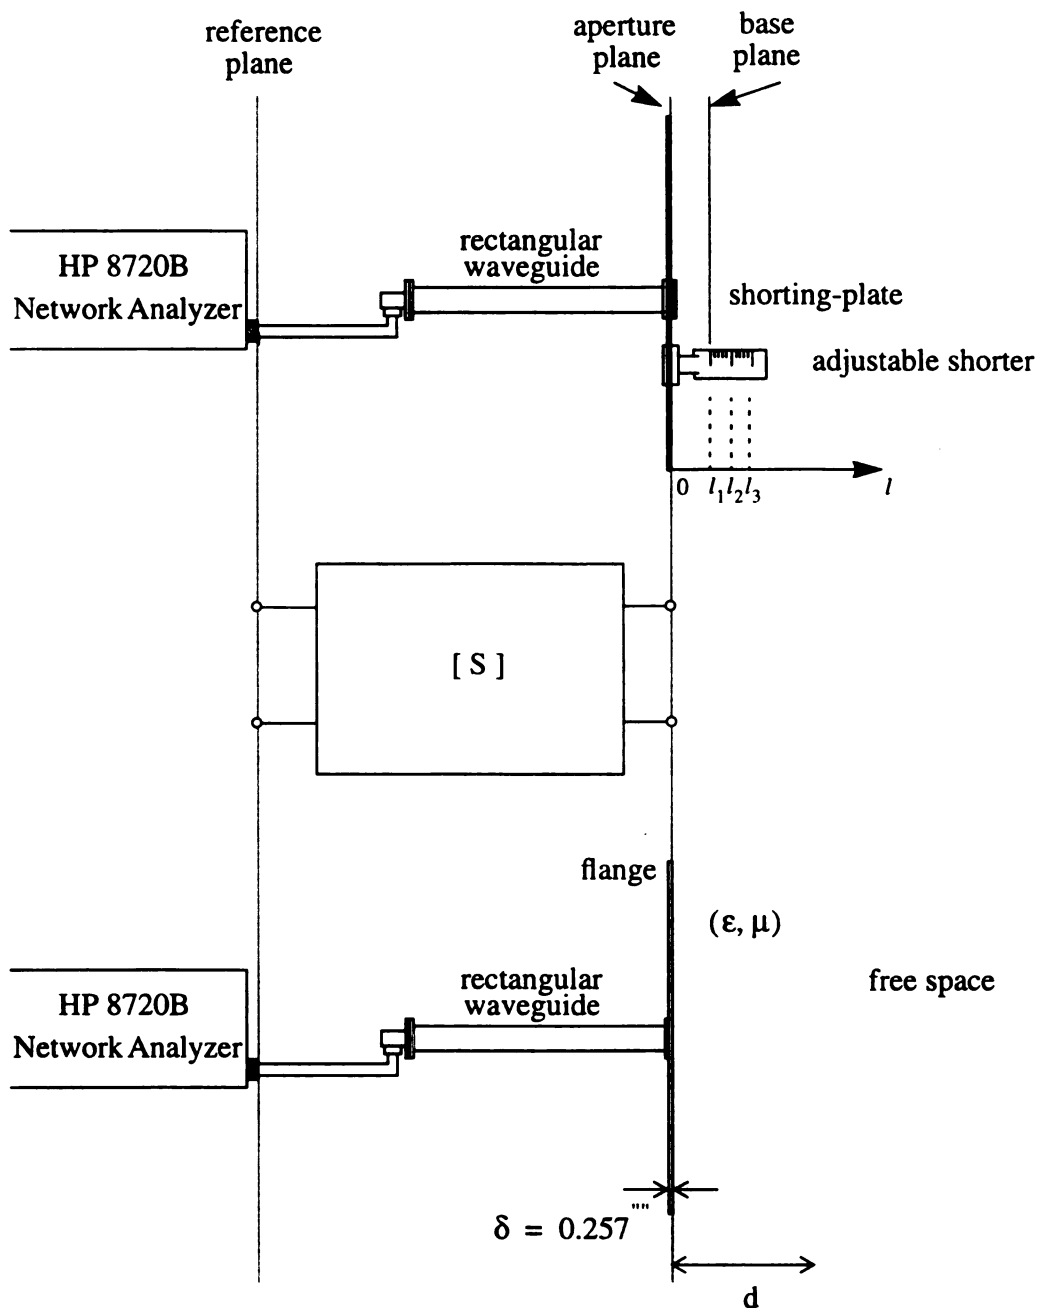 reference
plane
aperture
plane
base
plane
HP 8720B
Network Analyzer
rectangular
waveguide
shorting-plate
adjustable shorter
0 l1 l2 l3 l
[ S ]
flange
(ε, μ)
free space
HP 8720B
Network Analyzer
rectangular
waveguide
δ = 0.257""
d